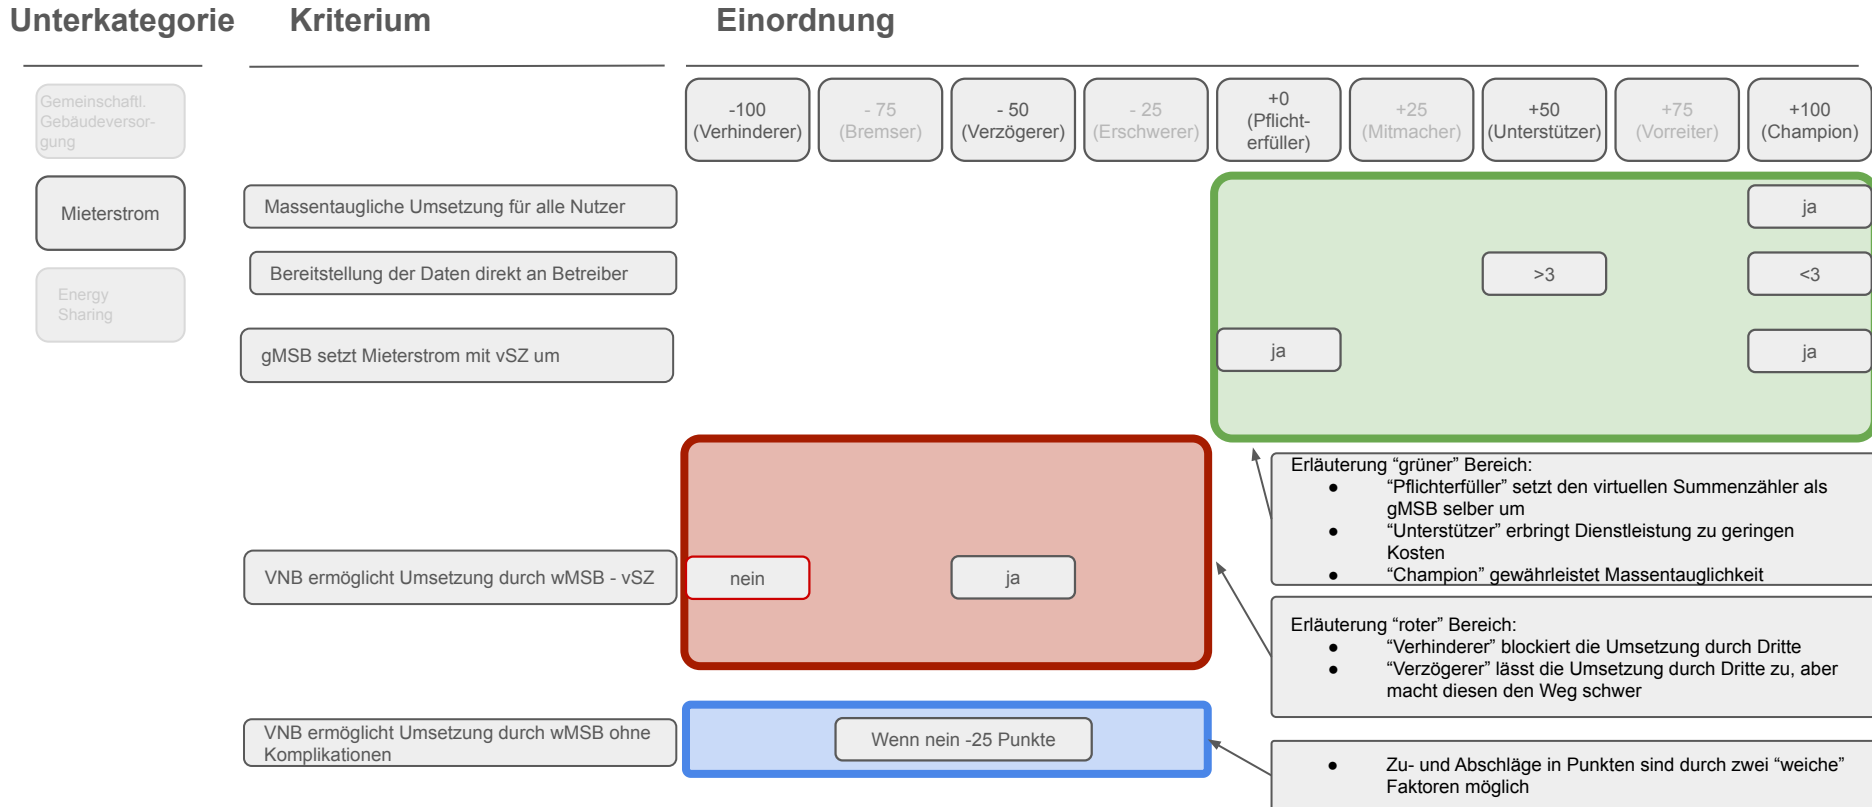 Unterkategorie Kriterium Einordnung
Gemeinschaftl.
Gebäudeversor-
gung
-100
(Verhinderer)
- 75
(Bremser)
- 50
(Verzögerer)
- 25
(Erschwerer)
+0
(Pflicht-
erfüller)
+25
(Mitmacher)
+50
(Unterstützer)
+75
(Vorreiter)
+100
(Champion)
Mieterstrom
Massentaugliche Umsetzung für alle Nutzer
ja
Energy
Sharing
Bereitstellung der Daten direkt an Betreiber
>3
<3
gMSB setzt Mieterstrom mit vSZ um
ja
ja
VNB ermöglicht Umsetzung durch wMSB - vSZ
nein
ja
Erläuterung “grüner” Bereich:
● “Pflichterfüller” setzt den virtuellen Summenzähler als
gMSB selber um
● “Unterstützer” erbringt Dienstleistung zu geringen
Kosten
● “Champion” gewährleistet Massentauglichkeit
Erläuterung “roter” Bereich:
● “Verhinderer” blockiert die Umsetzung durch Dritte
● “Verzögerer” lässt die Umsetzung durch Dritte zu, aber
macht diesen den Weg schwer
VNB ermöglicht Umsetzung durch wMSB ohne
Komplikationen
Wenn nein -25 Punkte
● Zu- und Abschläge in Punkten sind durch zwei “weiche”
Faktoren möglich